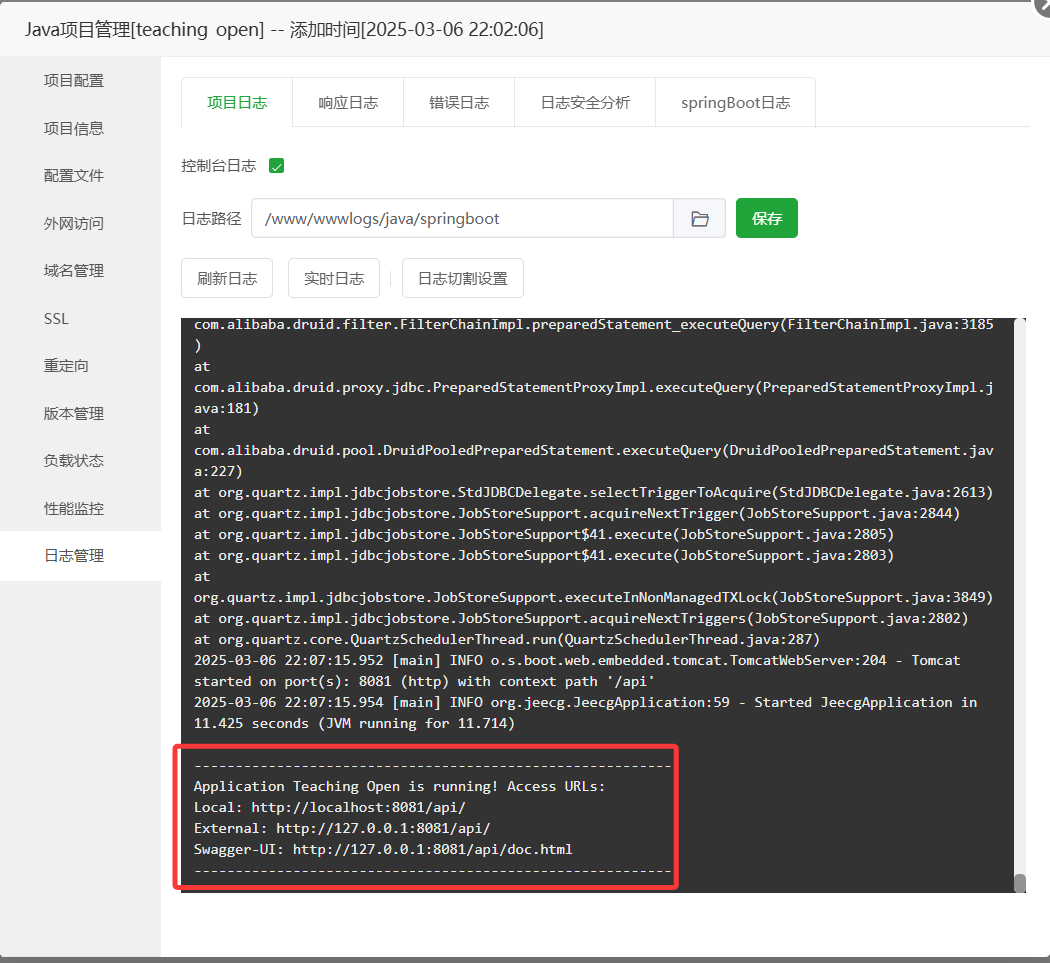 Java项目管理[teaching_open] -- 添加时间[2025-03-06 22:02:06]
项目配置
项目信息
配置文件
外网访问
域名管理
SSL
重定向
版本管理
负载状态
性能监控
日志管理
项目日志 响应日志 错误日志 日志安全分析 springBoot日志
控制台日志
日志路径 /www/wwwlogs/java/springboot 保存
刷新日志 实时日志 日志切割设置
com.alibaba.druid.filter.FilterChainImpl.preparedStatement_executeQuery(FilterChainImpl.java:3185
)
at
com.alibaba.druid.proxy.jdbc.PreparedStatementProxyImpl.executeQuery(PreparedStatementProxyImpl.j
ava:181)
at
com.alibaba.druid.pool.DruidPooledPreparedStatement.executeQuery(DruidPooledPreparedStatement.jav
a:227)
at org.quartz.impl.jdbcjobstore.StdJDBCDelegate.selectTriggerToAcquire(StdJDBCDelegate.java:2613)
at org.quartz.impl.jdbcjobstore.JobStoreSupport.acquireNextTrigger(JobStoreSupport.java:2844)
at org.quartz.impl.jdbcjobstore.JobStoreSupport$41.execute(JobStoreSupport.java:2805)
at org.quartz.impl.jdbcjobstore.JobStoreSupport$41.execute(JobStoreSupport.java:2803)
at
org.quartz.impl.jdbcjobstore.JobStoreSupport.executeInNonManagedTXLock(JobStoreSupport.java:3849)
at org.quartz.impl.jdbcjobstore.JobStoreSupport.acquireNextTriggers(JobStoreSupport.java:2802)
at org.quartz.core.QuartzSchedulerThread.run(QuartzSchedulerThread.java:287)
2025-03-06 22:07:15.952 [main] INFO o.s.boot.web.embedded.tomcat.TomcatWebServer:204 - Tomcat
started on port(s): 8081 (http) with context path '/api'
2025-03-06 22:07:15.954 [main] INFO org.jeecg.JeecgApplication:59 - Started JeecgApplication in
11.425 seconds (JVM running for 11.714)
----------------------------------------------------------
Application Teaching Open is running! Access URLs:
Local: http://localhost:8081/api/
External: http://127.0.0.1:8081/api/
Swagger-UI: http://127.0.0.1:8081/api/doc.html
----------------------------------------------------------